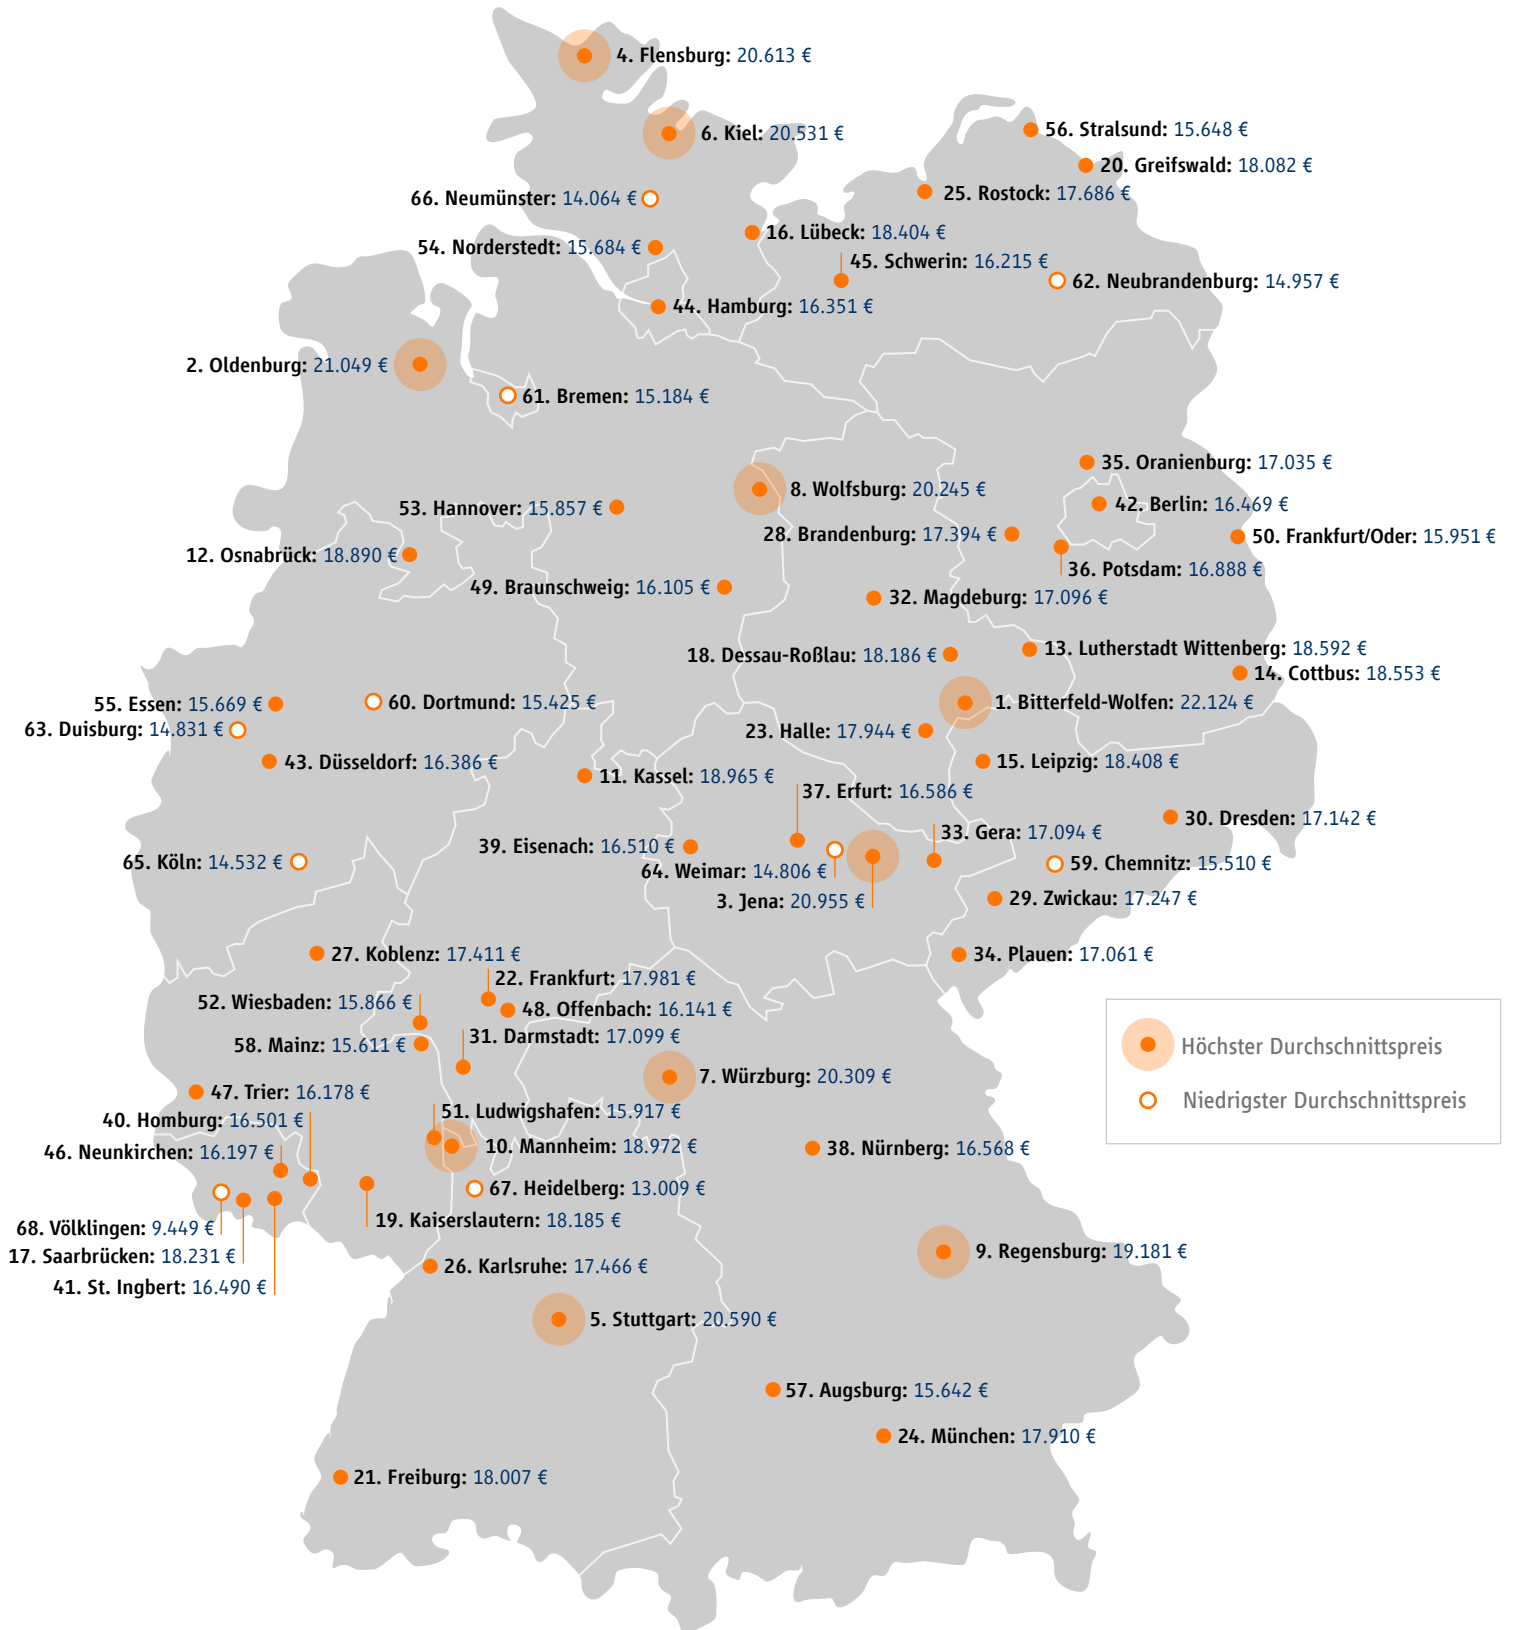 4. Flensburg: 20.613 €
56. Stralsund: 15.648 €
6. Kiel: 20.531 €
20. Greifswald: 18.082 €
25. Rostock: 17.686 €
66. Neumünster: 14.064 €
16. Lübeck: 18.404 €
54. Norderstedt: 15.684 €
45. Schwerin: 16.215 €
62. Neubrandenburg: 14.957 €
44. Hamburg: 16.351 €
2. Oldenburg: 21.049 €
61. Bremen: 15.184 €
35. Oranienburg: 17.035 €
8. Wolfsburg: 20.245 €
42. Berlin: 16.469 €
53. Hannover: 15.857 €
28. Brandenburg: 17.394 €
50. Frankfurt/Oder: 15.951 €
12. Osnabrück: 18.890 €
36. Potsdam: 16.888 €
49. Braunschweig: 16.105 €
32. Magdeburg: 17.096 €
13. Lutherstadt Wittenberg: 18.592 €
18. Dessau-Roßlau: 18.186 €
14. Cottbus: 18.553 €
55. Essen: 15.669 €
60. Dortmund: 15.425 €
1. Bitterfeld-Wolfen: 22.124 €
63. Duisburg: 14.831 €
23. Halle: 17.944 €
43. Düsseldorf: 16.386 €
15. Leipzig: 18.408 €
11. Kassel: 18.965 €
37. Erfurt: 16.586 €
30. Dresden: 17.142 €
33. Gera: 17.094 €
39. Eisenach: 16.510 €
65. Köln: 14.532 €
59. Chemnitz: 15.510 €
64. Weimar: 14.806 €
3. Jena: 20.955 €
29. Zwickau: 17.247 €
27. Koblenz: 17.411 €
34. Plauen: 17.061 €
22. Frankfurt: 17.981 €
52. Wiesbaden: 15.866 €
48. Offenbach: 16.141 €
31. Darmstadt: 17.099 €
58. Mainz: 15.611 €
Höchster Durchschnittspreis
7. Würzburg: 20.309 €
47. Trier: 16.178 €
Niedrigster Durchschnittspreis
51. Ludwigshafen: 15.917 €
40. Homburg: 16.501 €
10. Mannheim: 18.972 €
38. Nürnberg: 16.568 €
46. Neunkirchen: 16.197 €
67. Heidelberg: 13.009 €
19. Kaiserslautern: 18.185 €
68. Völklingen: 9.449 €
9. Regensburg: 19.181 €
17. Saarbrücken: 18.231 €
26. Karlsruhe: 17.466 €
41. St. Ingbert: 16.490 €
5. Stuttgart: 20.590 €
57. Augsburg: 15.642 €
24. München: 17.910 €
21. Freiburg: 18.007 €